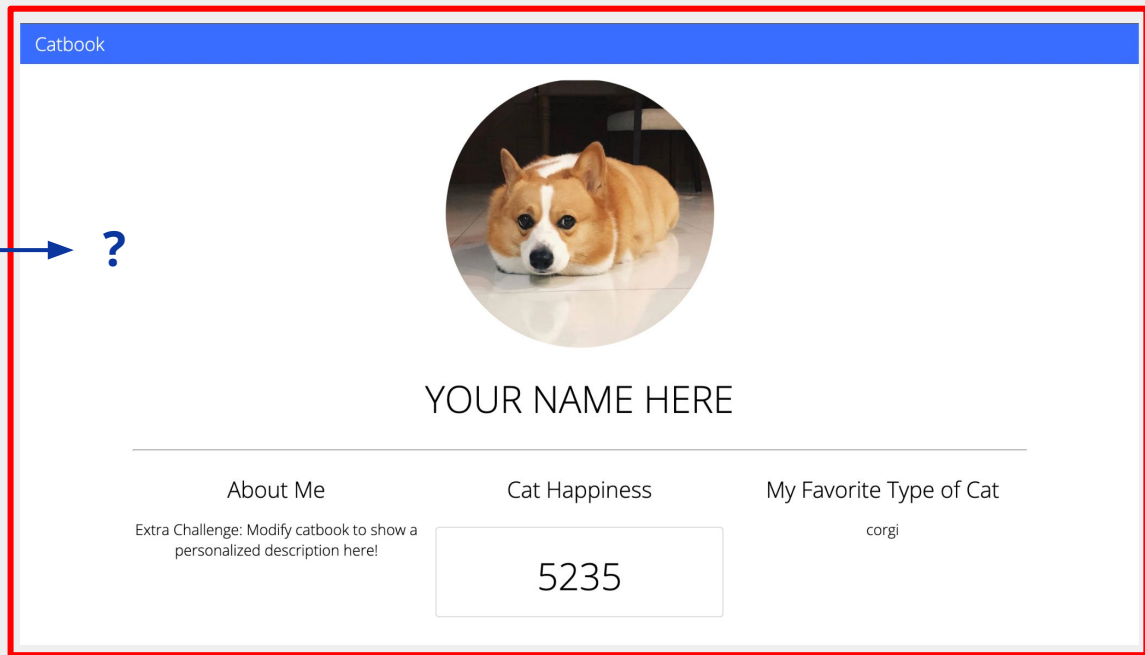 Catbook
?
YOUR NAME HERE
About Me
Extra Challenge: Modify catbook to show a
personalized description here!
Cat Happiness
5235
My Favorite Type of Cat
corgi